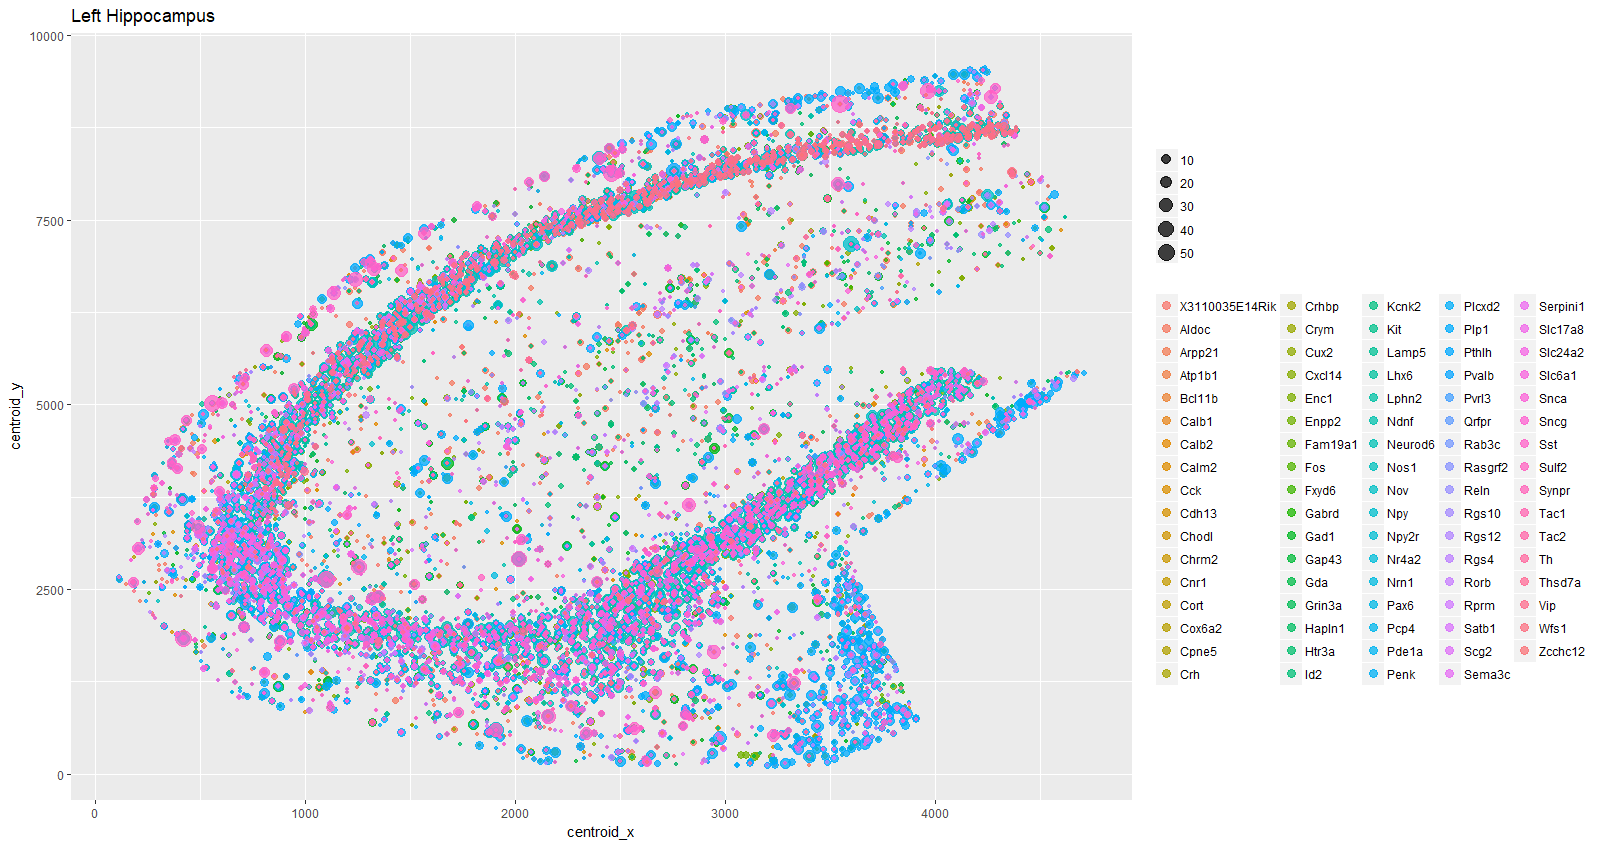 Left Hippocampus
10000
7500
5000
2500
0
centroid_y
0 1000 2000 3000 4000
centroid_x
10
20
30
40
50
X3110035E14Rik Crhbp Kcnk2 Plcxd2 Serpini1
Aldoc Crym Kit Plp1 Slc17a8
Arpp21 Cux2 Lamp5 Pthlh Slc24a2
Atp1b1 Cxcl14 Lhx6 Pvalb Slc6a1
Bcl11b Enc1 Lphn2 Pvrl3 Snca
Calb1 Enpp2 Ndnf Qrfpr Sncg
Calb2 Fam19a1 Neurod6 Rab3c Sst
Calm2 Fos Nos1 Rasgrf2 Sulf2
Cck Fxyd6 Nov Reln Synpr
Cdh13 Gabrd Npy Rgs10 Tac1
Chodl Gad1 Npy2r Rgs12 Tac2
Chrm2 Gap43 Nr4a2 Rgs4 Th
Cnr1 Gda Nrn1 Rorb Thsd7a
Cort Grin3a Pax6 Rprm Vip
Cox6a2 Hapln1 Pcp4 Satb1 Wfs1
Cpne5 Htr3a Pde1a Scg2 Zcchc12
Crh Id2 Penk Sema3c